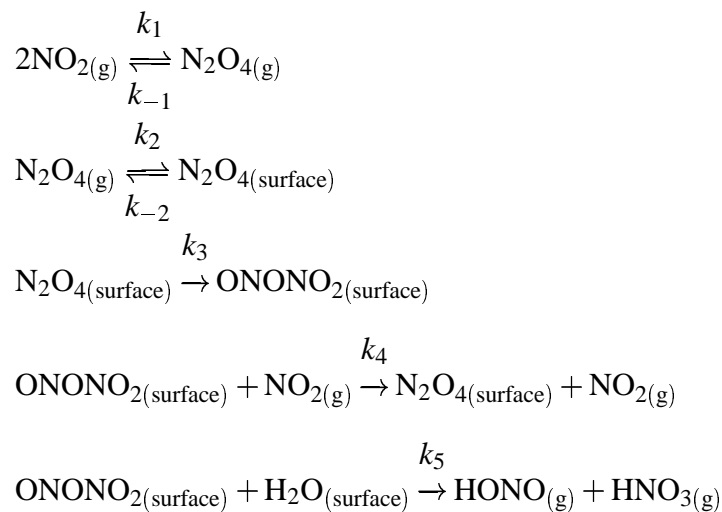 k₁
2NO₂(g) ⇌ N₂O₄(g)
k₋₁
k₂
N₂O₄(g) ⇌ N₂O₄(surface)
k₋₂
k₃
N₂O₄(surface) → ONONO₂(surface)
k₄
ONONO₂(surface) + NO₂(g) → N₂O₄(surface) + NO₂(g)
k₅
ONONO₂(surface) + H₂O(surface) → HONO(g) + HNO₃(g)